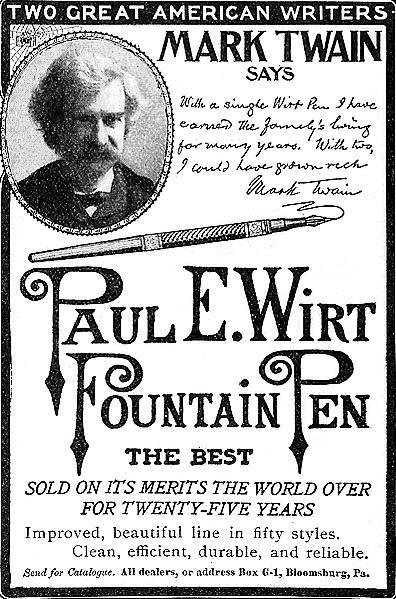 TWO GREAT AMERICAN WRITERS
MARK TWAIN
SAYS
With a single Wirt Pen I have
earned the family's living
for many years. With two,
I could have grown rich
Mark Twain
PAUL E. WIRT
FOUNTAIN PEN
THE BEST
SOLD ON ITS MERITS THE WORLD OVER
FOR TWENTY-FIVE YEARS
Improved, beautiful line in fifty styles.
Clean, efficient, durable, and reliable.
Send for Catalogue. All dealers, or address Box G-1, Bloomsburg, Pa.